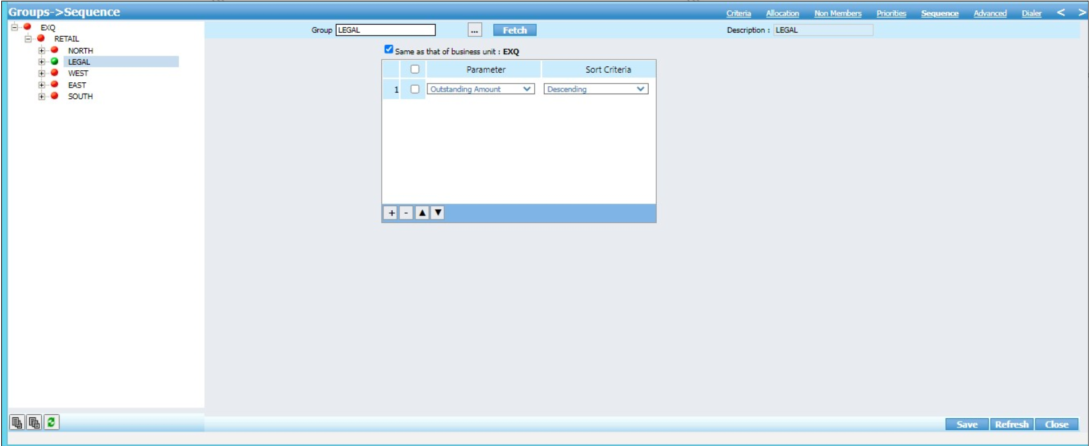 Groups->Sequence
Criteria Allocation Non Members Priorities Sequence Advanced Dialer < >
EXQ
RETAIL
NORTH
LEGAL
WEST
EAST
SOUTH
Group LEGAL ... Fetch Description : LEGAL
Same as that of business unit : EXQ
Parameter Sort Criteria
1 Outstanding Amount Descending
+ - ▲ ▼
Save Refresh Close